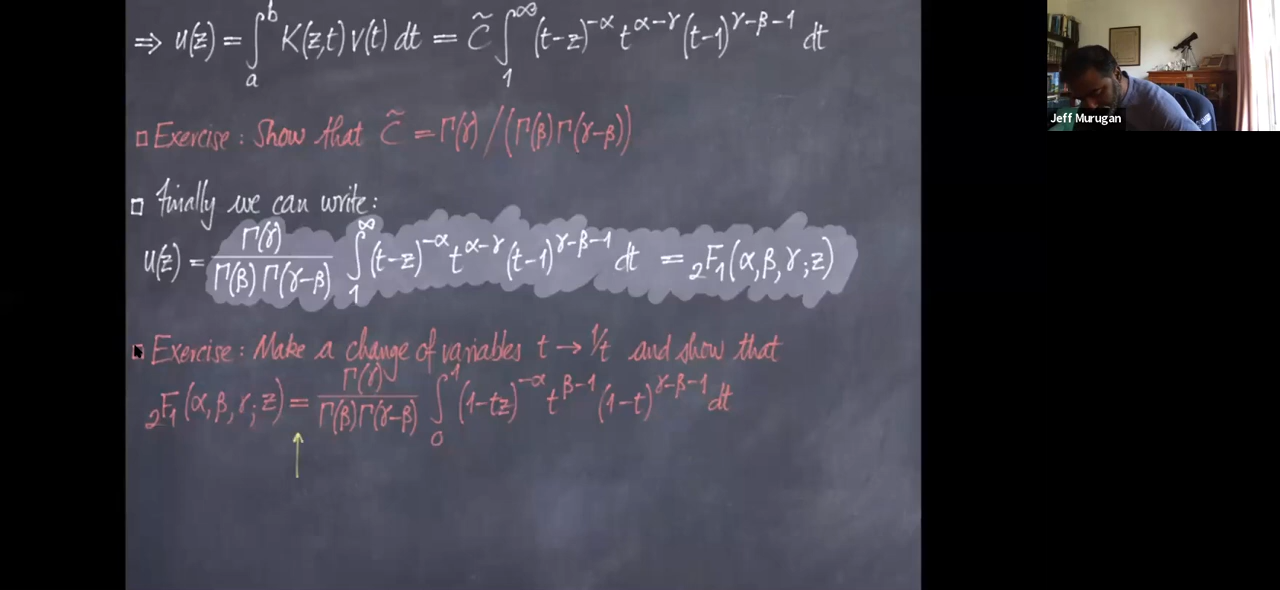 ⇒ u(z) = ∫_a^b K(z,t) v(t) dt = C̃ ∫_1^∞ (t-z)^{-α} t^{α-γ} (t-1)^{γ-β-1} dt
Jeff Murugan
□ Exercise: Show that C̃ = Γ(γ) / (Γ(β)Γ(γ-β))
□ Finally we can write:
u(z) = Γ(γ) / Γ(β) Γ(γ-β) ∫_1^∞ (t-z)^{-α} t^{α-γ} (t-1)^{γ-β-1} dt = ₂F₁(α,β,γ;z)
□ Exercise: Make a change of variables t → 1/t and show that
₂F₁(α,β,γ;z) = Γ(γ) / Γ(β)Γ(γ-β) ∫_0^1 (1-tz)^{-α} t^{β-1} (1-t)^{γ-β-1} dt